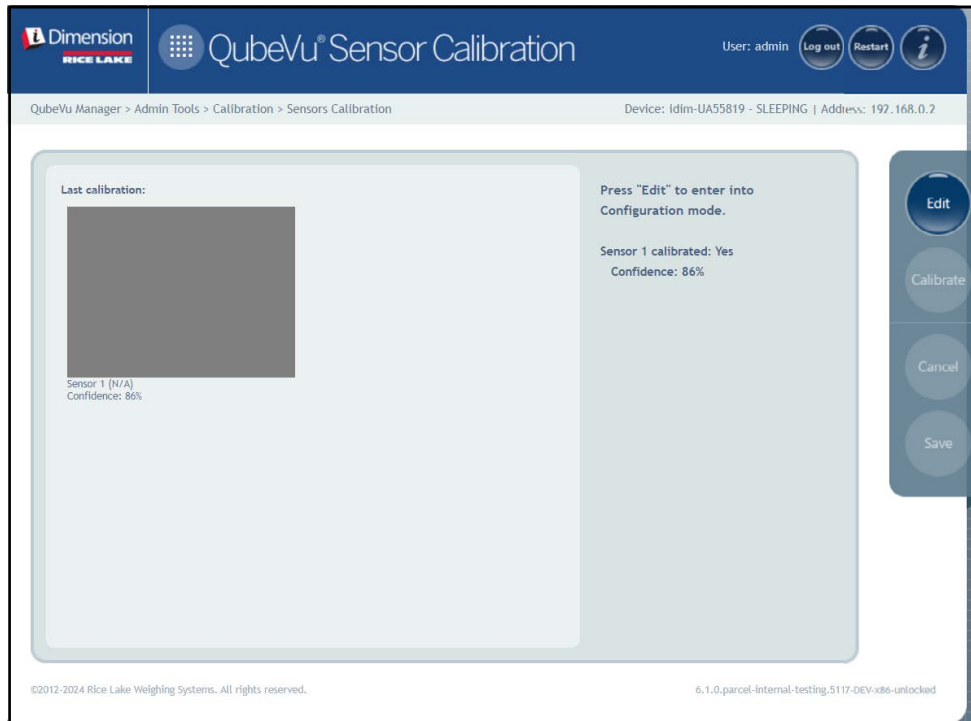 iDimension
RICE LAKE
QubeVu® Sensor Calibration
User: admin
Log out
Restart
i
QubeVu Manager > Admin Tools > Calibration > Sensors Calibration
Device: idim-UA55819 - SLEEPING | Address: 192.168.0.2
Last calibration:
Sensor 1 (N/A)
Confidence: 86%
Press "Edit" to enter into
Configuration mode.
Sensor 1 calibrated: Yes
Confidence: 86%
Edit
Calibrate
Cancel
Save
©2012-2024 Rice Lake Weighing Systems. All rights reserved.
6.1.0.parcel-internal-testing.5117-DEV-x86-unlocked